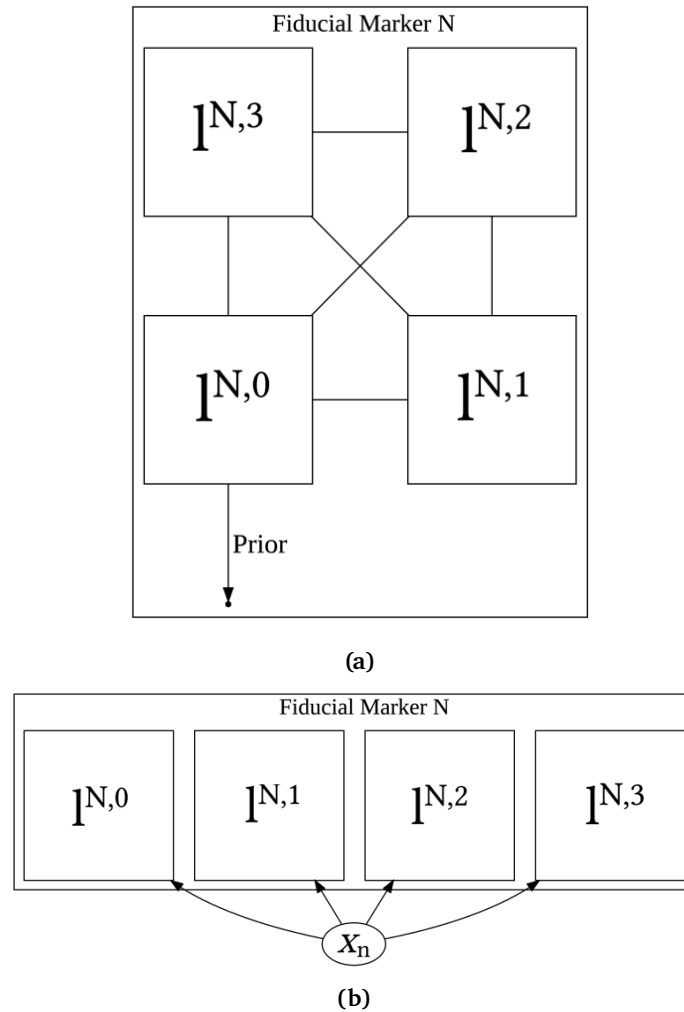 Fiducial Marker N
l^N,3 l^N,2
l^N,0 l^N,1
Prior
(a)
Fiducial Marker N
l^N,0 l^N,1 l^N,2 l^N,3
X_n
(b)